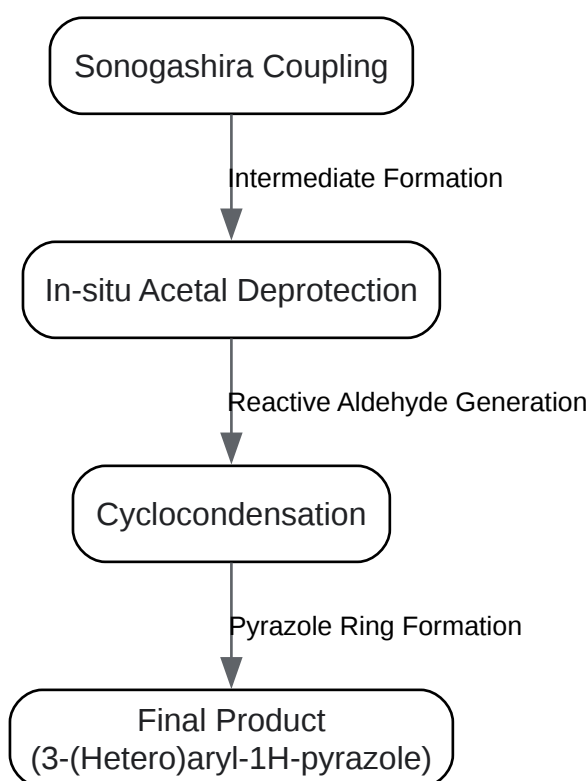 Sonogashira Coupling
Intermediate Formation
In-situ Acetal Deprotection
Reactive Aldehyde Generation
Cyclocondensation
Pyrazole Ring Formation
Final Product
(3-(Hetero)aryl-1H-pyrazole)